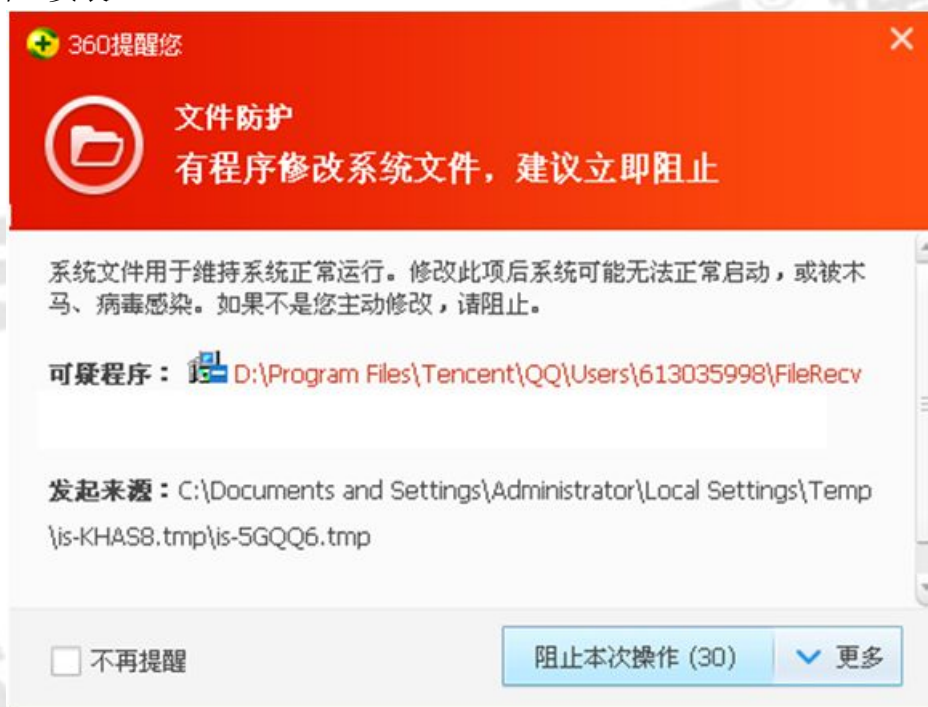 360提醒您
文件防护
有程序修改系统文件，建议立即阻止
系统文件用于维持系统正常运行。修改此项后系统可能无法正常启动，或被木
马、病毒感染。如果不是您主动修改，请阻止。
可疑程序： D:\Program Files\Tencent\QQ\Users\613035998\FileRecv
发起来源：C:\Documents and Settings\Administrator\Local Settings\Temp
\is-KHAS8.tmp\is-5GQQ6.tmp
不再提醒
阻止本次操作 (30)
更多